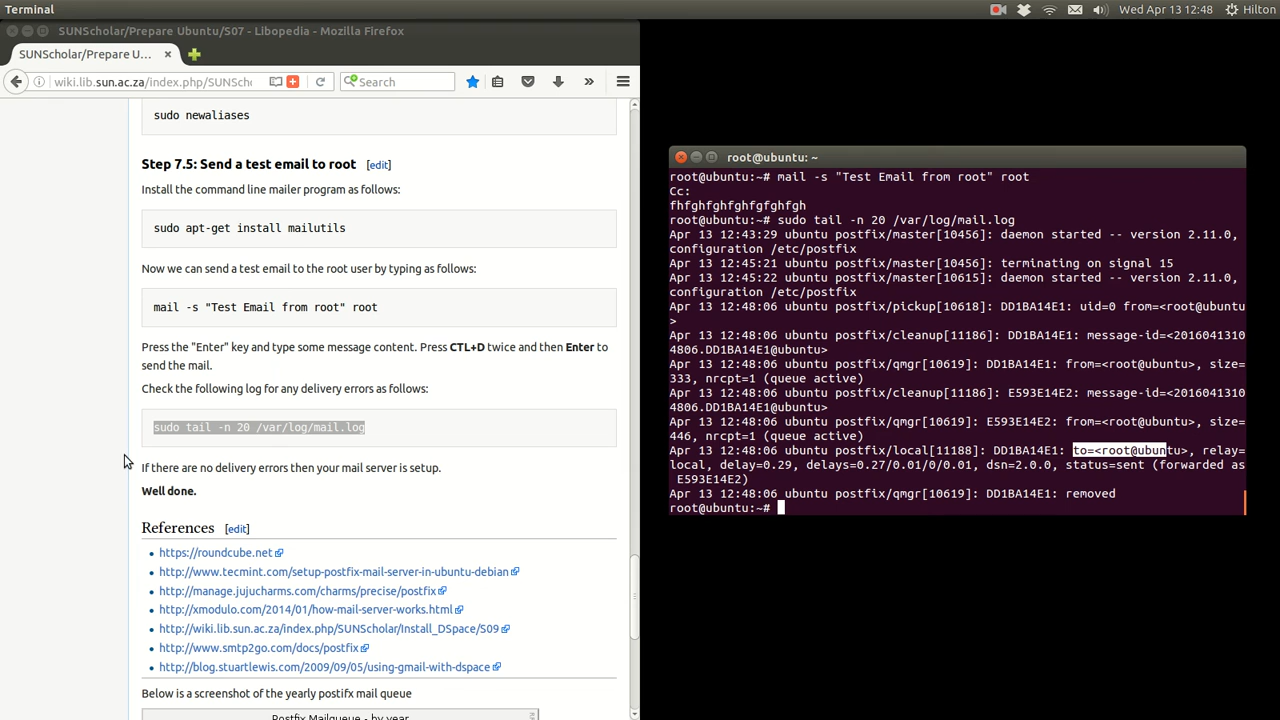 Terminal
Wed Apr 13 12:48 Hilton
SUNScholar/Prepare Ubuntu/S07 - Libopedia - Mozilla Firefox
SUNScholar/Prepare U...
wiki.lib.sun.ac.za/index.php/SUNSch
Search
sudo newaliases
Step 7.5: Send a test email to root [edit]
Install the command line mailer program as follows:
sudo apt-get install mailutils
Now we can send a test email to the root user by typing as follows:
mail -s "Test Email from root" root
Press the "Enter" key and type some message content. Press CTL+D twice and then Enter to
send the mail.
Check the following log for any delivery errors as follows:
sudo tail -n 20 /var/log/mail.log
If there are no delivery errors then your mail server is setup.
Well done.
References [edit]
https://roundcube.net
http://www.tecmint.com/setup-postfix-mail-server-in-ubuntu-debian
http://manage.jujucharms.com/charms/precise/postfix
http://xmodulo.com/2014/01/how-mail-server-works.html
http://wiki.lib.sun.ac.za/index.php/SUNScholar/Install_DSpace/S09
http://www.smtp2go.com/docs/postfix
http://blog.stuartlewis.com/2009/09/05/using-gmail-with-dspace
Below is a screenshot of the yearly postifx mail queue
Postfix Mailqueue - by year
root@ubuntu: ~
root@ubuntu:~# mail -s "Test Email from root" root
Cc:
fhfghfghfghfgfghfgh
root@ubuntu:~# sudo tail -n 20 /var/log/mail.log
Apr 13 12:43:29 ubuntu postfix/master[10456]: daemon started -- version 2.11.0,
configuration /etc/postfix
Apr 13 12:45:21 ubuntu postfix/master[10456]: terminating on signal 15
Apr 13 12:45:22 ubuntu postfix/master[10615]: daemon started -- version 2.11.0,
configuration /etc/postfix
Apr 13 12:48:06 ubuntu postfix/pickup[10618]: DD1BA14E1: uid=0 from=<root@ubuntu
>
Apr 13 12:48:06 ubuntu postfix/cleanup[11186]: DD1BA14E1: message-id=<2016041310
4806.DD1BA14E1@ubuntu>
Apr 13 12:48:06 ubuntu postfix/qmgr[10619]: DD1BA14E1: from=<root@ubuntu>, size=
333, nrcpt=1 (queue active)
Apr 13 12:48:06 ubuntu postfix/cleanup[11186]: E593E14E2: message-id=<2016041310
4806.DD1BA14E1@ubuntu>
Apr 13 12:48:06 ubuntu postfix/qmgr[10619]: E593E14E2: from=<root@ubuntu>, size=
446, nrcpt=1 (queue active)
Apr 13 12:48:06 ubuntu postfix/local[11188]: DD1BA14E1: to=<root@ubuntu>, relay=
local, delay=0.29, delays=0.27/0.01/0/0.01, dsn=2.0.0, status=sent (forwarded as
E593E14E2)
Apr 13 12:48:06 ubuntu postfix/qmgr[10619]: DD1BA14E1: removed
root@ubuntu:~#